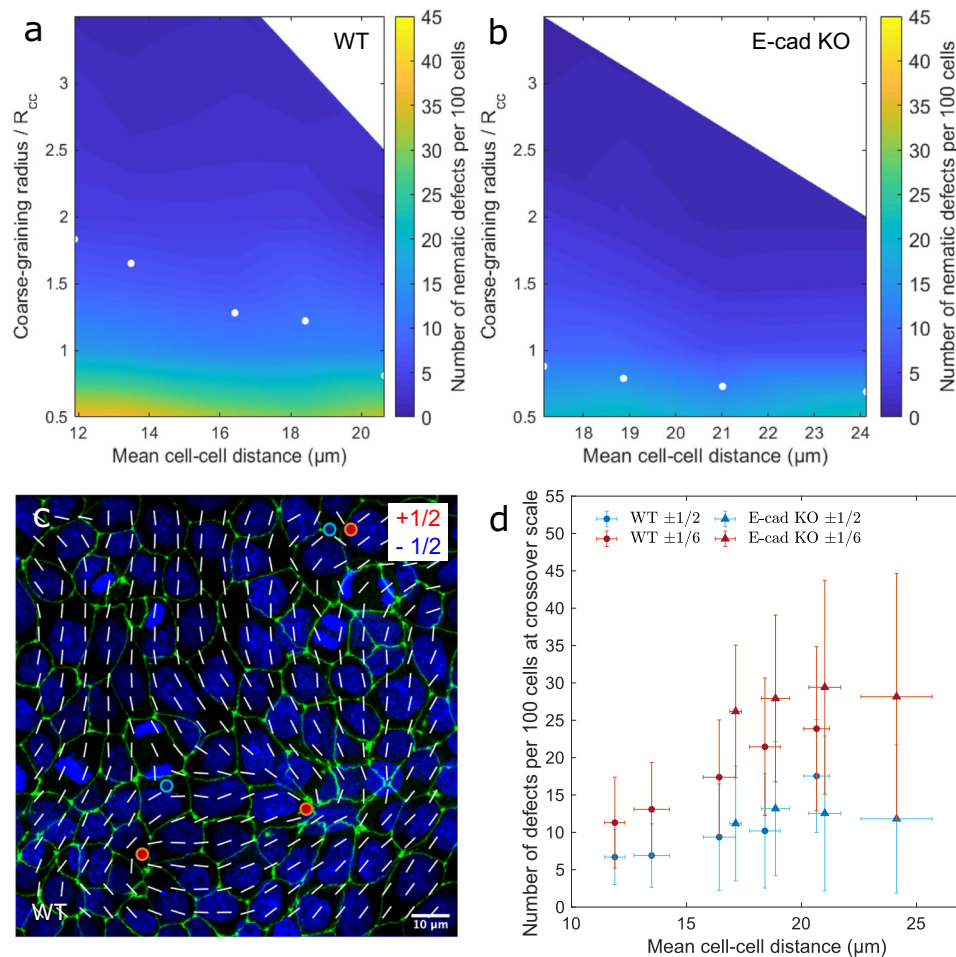 a
WT
3
2.5
2
1.5
1
0.5
Coarse-graining radius / Rcc
12 14 16 18 20
Mean cell-cell distance (µm)
45
40
35
30
25
20
15
10
5
0
Number of nematic defects per 100 cells
b
E-cad KO
3
2.5
2
1.5
1
0.5
Coarse-graining radius / Rcc
18 19 20 21 22 23 24
Mean cell-cell distance (µm)
45
40
35
30
25
20
15
10
5
0
Number of nematic defects per 100 cells
C
+1/2
- 1/2
WT
10 µm
d
55
50
45
40
35
30
25
20
15
10
5
0
Number of defects per 100 cells at crossover scale
WT ±1/2 E-cad KO ±1/2
WT ±1/6 E-cad KO ±1/6
10 15 20 25
Mean cell-cell distance (µm)